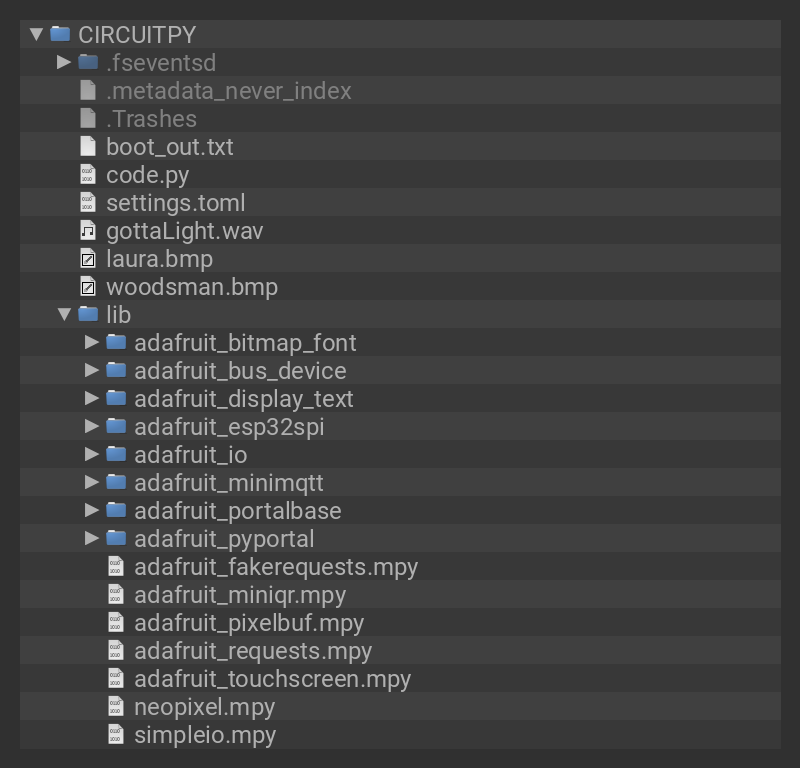 CIRCUITPY
.fseventsd
.metadata_never_index
.Trashes
boot_out.txt
code.py
settings.toml
gottaLight.wav
laura.bmp
woodsman.bmp
lib
adafruit_bitmap_font
adafruit_bus_device
adafruit_display_text
adafruit_esp32spi
adafruit_io
adafruit_minimqtt
adafruit_portalbase
adafruit_pyportal
adafruit_fakerequests.mpy
adafruit_miniqr.mpy
adafruit_pixelbuf.mpy
adafruit_requests.mpy
adafruit_touchscreen.mpy
neopixel.mpy
simpleio.mpy